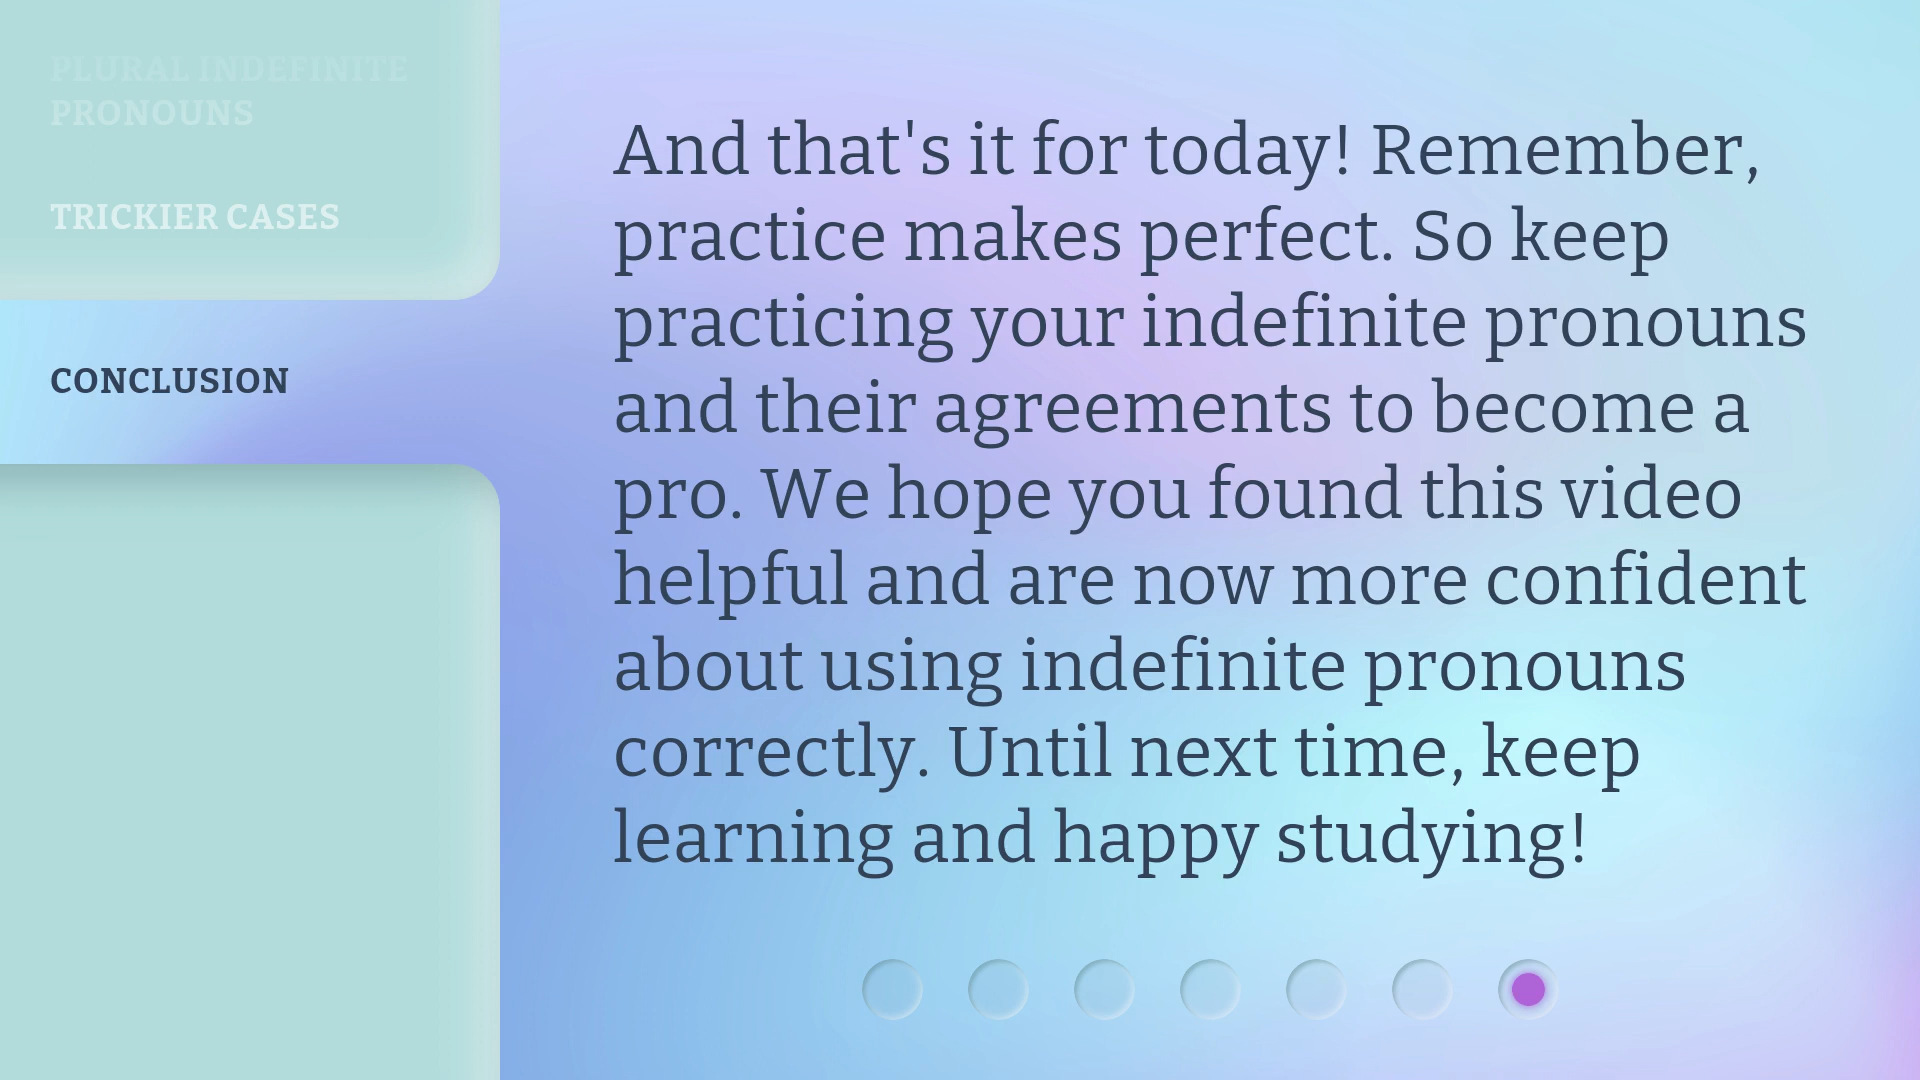 PLURAL INDEFINITE
PRONOUNS
TRICKIER CASES
CONCLUSION
And that's it for today! Remember,
practice makes perfect. So keep
practicing your indefinite pronouns
and their agreements to become a
pro. We hope you found this video
helpful and are now more confident
about using indefinite pronouns
correctly. Until next time, keep
learning and happy studying!